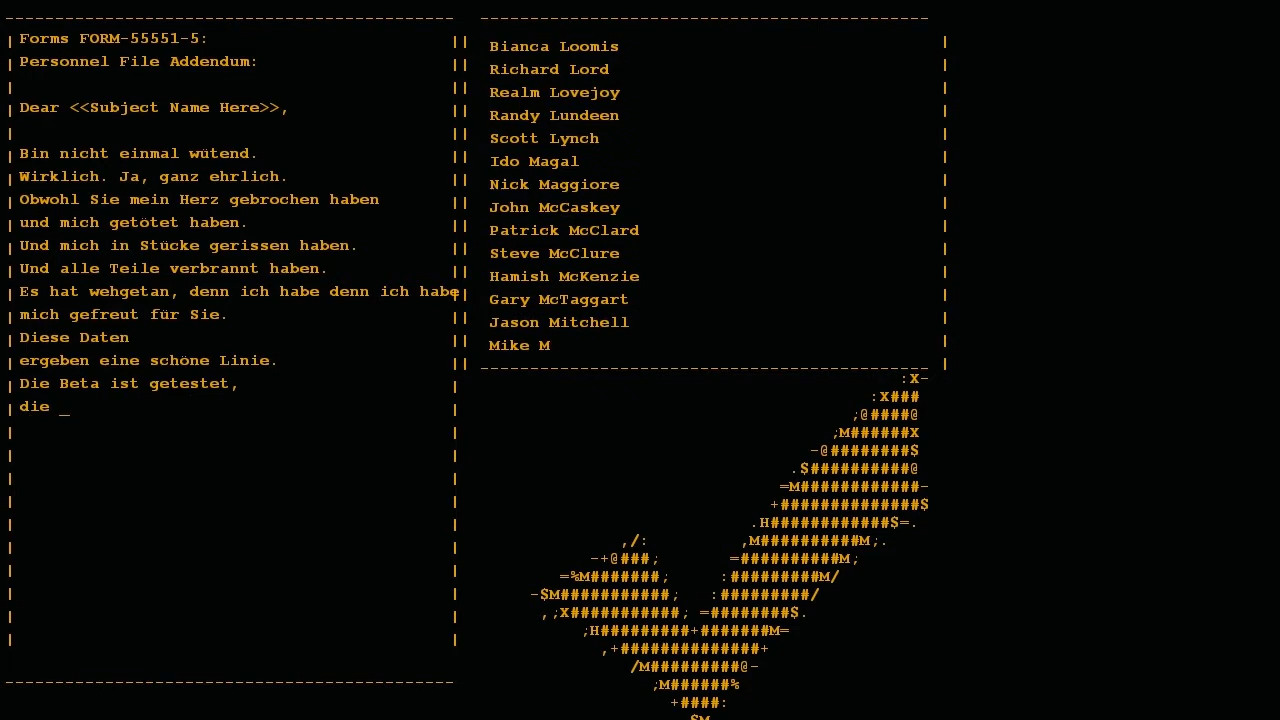 Forms FORM-55551-5:
Personnel File Addendum:
Dear <<Subject Name Here>>,
Bin nicht einmal wütend.
Wirklich. Ja, ganz ehrlich.
Obwohl Sie mein Herz gebrochen haben
und mich getötet haben.
Und mich in Stücke gerissen haben.
Und alle Teile verbrannt haben.
Es hat wehgetan, denn ich habe denn ich habe
mich gefreut für Sie.
Diese Daten
ergeben eine schöne Linie.
Die Beta ist getestet,
die _
Bianca Loomis
Richard Lord
Realm Lovejoy
Randy Lundeen
Scott Lynch
Ido Magal
Nick Maggiore
John McCaskey
Patrick McClard
Steve McClure
Hamish McKenzie
Gary McTaggart
Jason Mitchell
Mike M